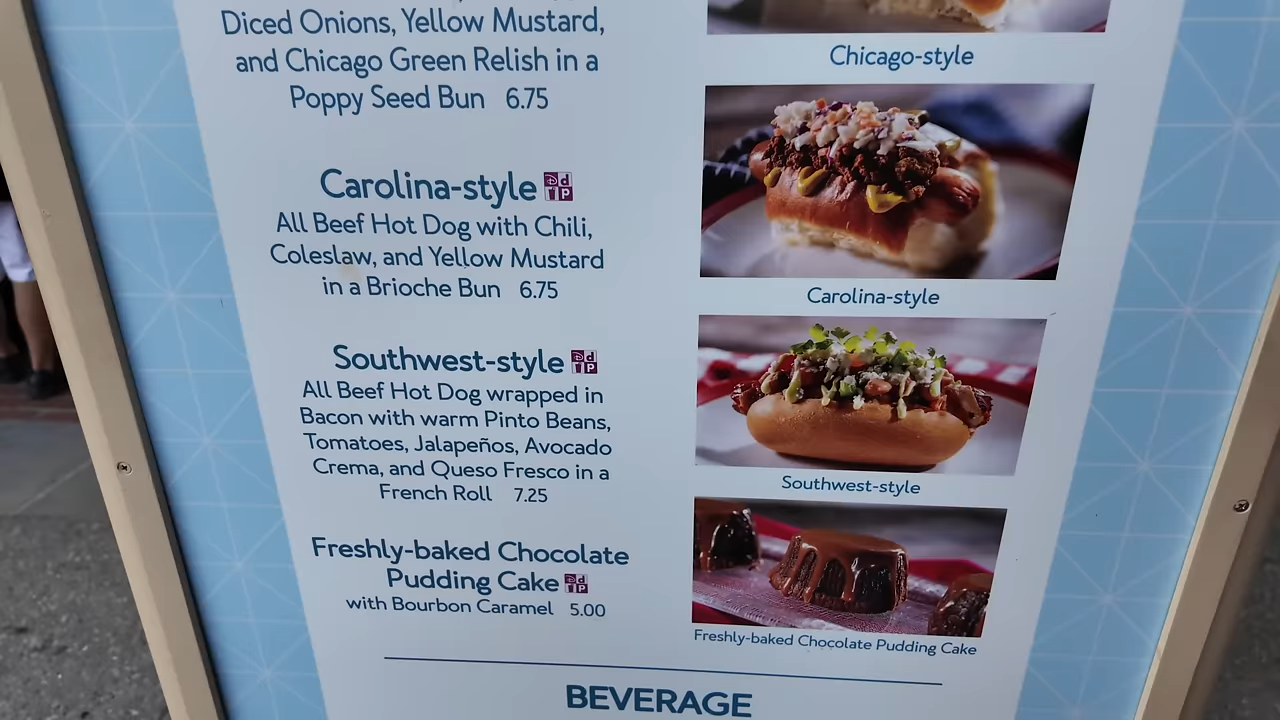 Diced Onions, Yellow Mustard,
and Chicago Green Relish in a
Poppy Seed Bun 6.75
Chicago-style
Carolina-style DdP
All Beef Hot Dog with Chili,
Coleslaw, and Yellow Mustard
in a Brioche Bun 6.75
Carolina-style
Southwest-style DdP
All Beef Hot Dog wrapped in
Bacon with warm Pinto Beans,
Tomatoes, Jalapeños, Avocado
Crema, and Queso Fresco in a
French Roll 7.25
Southwest-style
Freshly-baked Chocolate
Pudding Cake DdP
with Bourbon Caramel 5.00
Freshly-baked Chocolate Pudding Cake
BEVERAGE